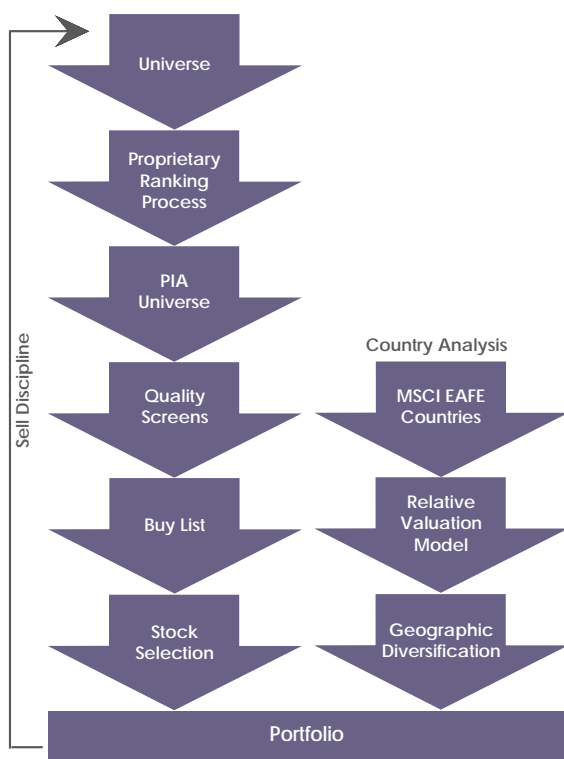 Universe
Proprietary
Ranking
Process
PIA
Universe
Quality
Screens
Buy List
Stock
Selection
Country Analysis
MSCI EAFE
Countries
Relative
Valuation
Model
Geographic
Diversification
Portfolio
Sell Discipline